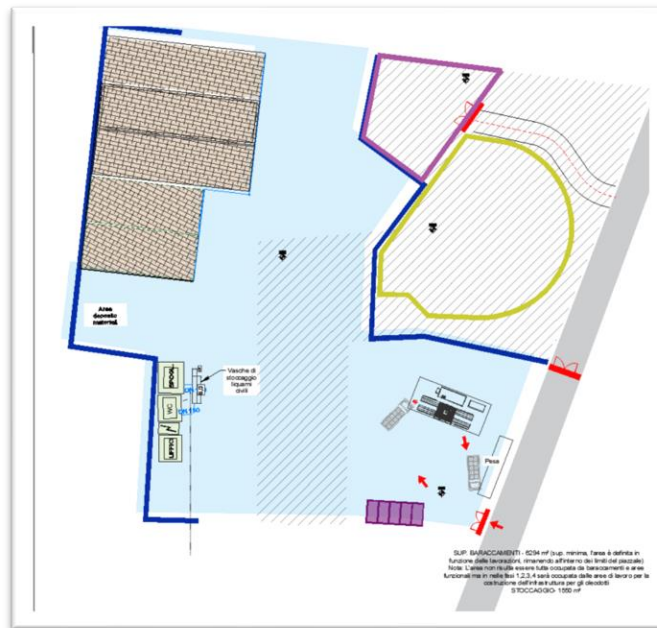 Area
deposito
materiali
SPOGL.
WC
UFFICI
Vasche di
stoccaggio
liquami
civili
DN 150
Pesa
SUP. BARACCAMENTI - 6294 m² (sup. minima, l'area è definita in
funzione delle lavorazioni, rimanendo all'interno dei limiti del piazzale)
Nota: L'area non risulta essere tutta occupata da baraccamenti e aree
funzionali ma in nelle fasi 1,2,3,4 sarà occupata dalle aree di lavoro per la
costruzione dell'infrastruttura per gli oleodotti
STOCCAGGIO- 1550 m²